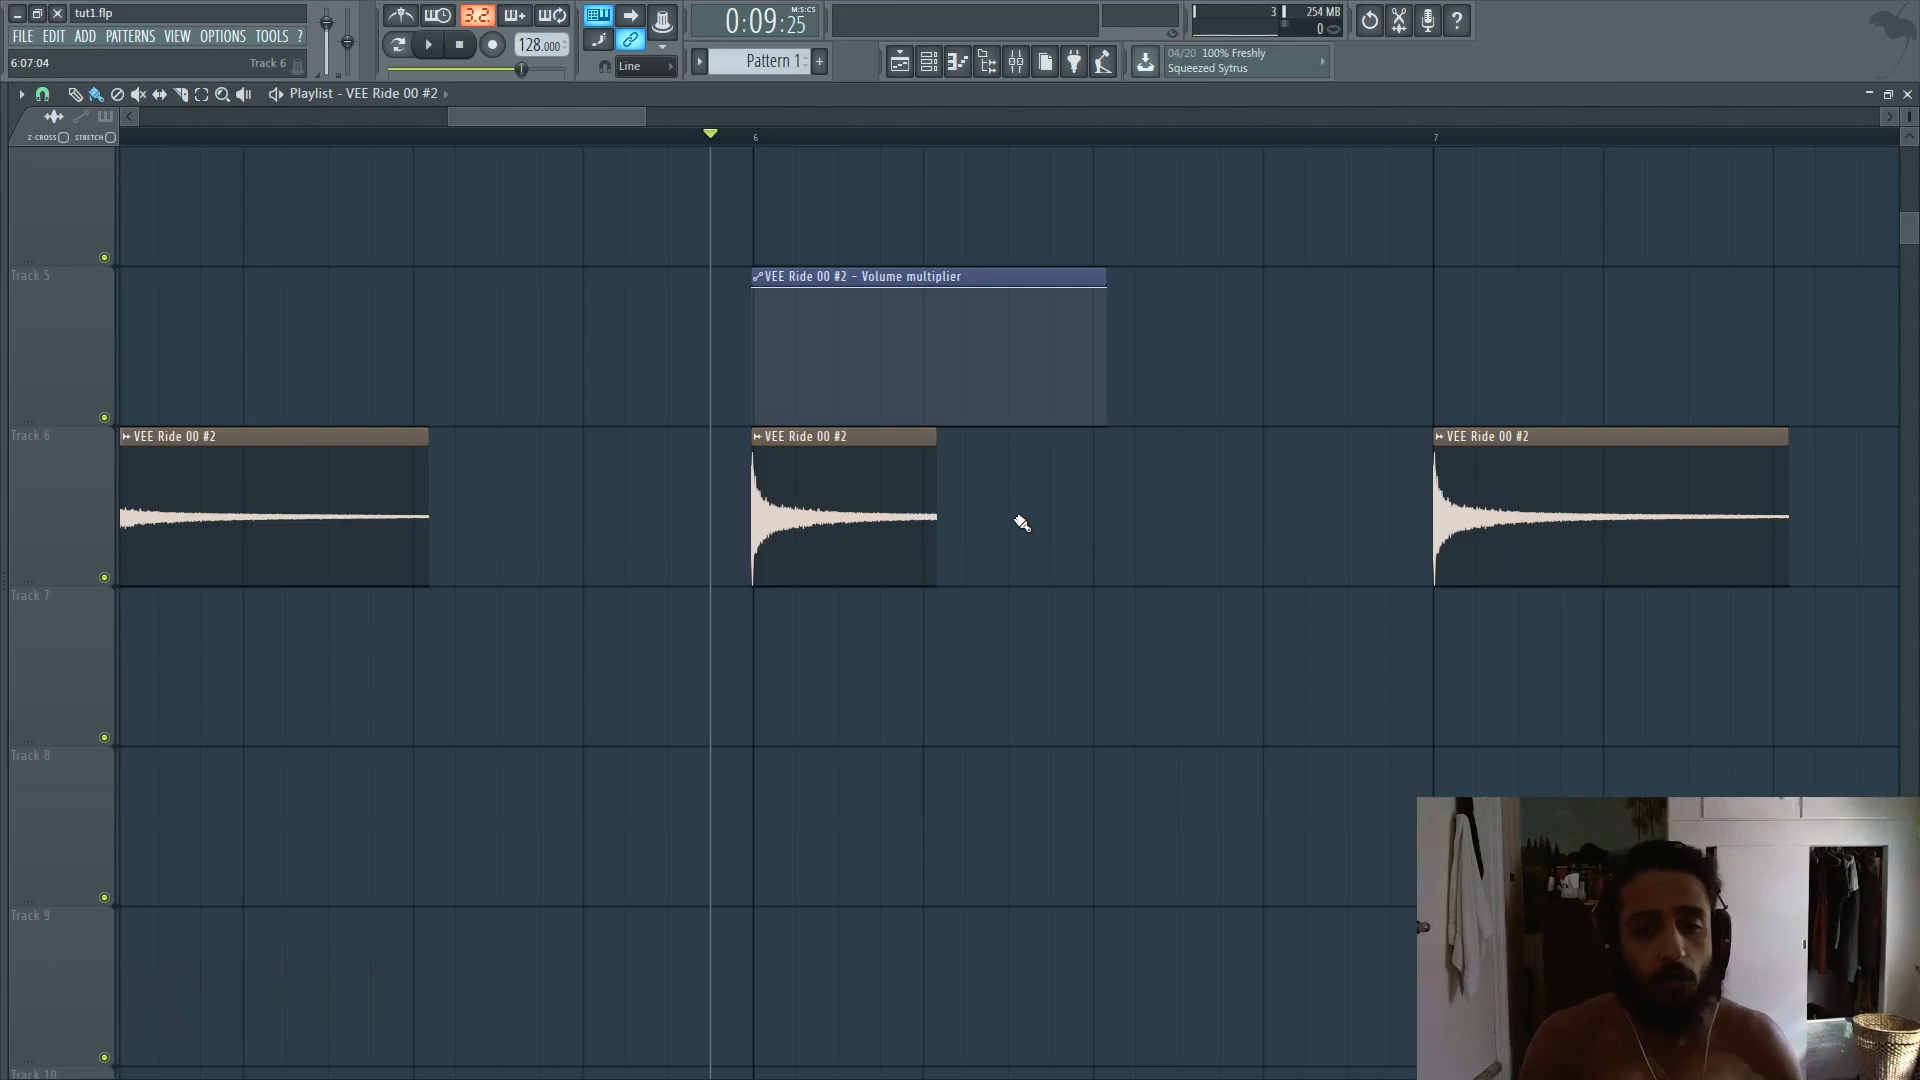 tut1.flp
FILE EDIT ADD PATTERNS VIEW OPTIONS TOOLS ?
6:07:04 Track 6
3.2.
128.000
Line
0:09:25
M:S:CS
Pattern 1
3
254 MB
0
04/20 100% Freshly
Squeezed Sytrus
Playlist - VEE Ride 00 #2
Z-CROSS STRETCH
6
7
Track 5
VEE Ride 00 #2 - Volume multiplier
Track 6
VEE Ride 00 #2
VEE Ride 00 #2
VEE Ride 00 #2
Track 7
Track 8
Track 9
Track 10